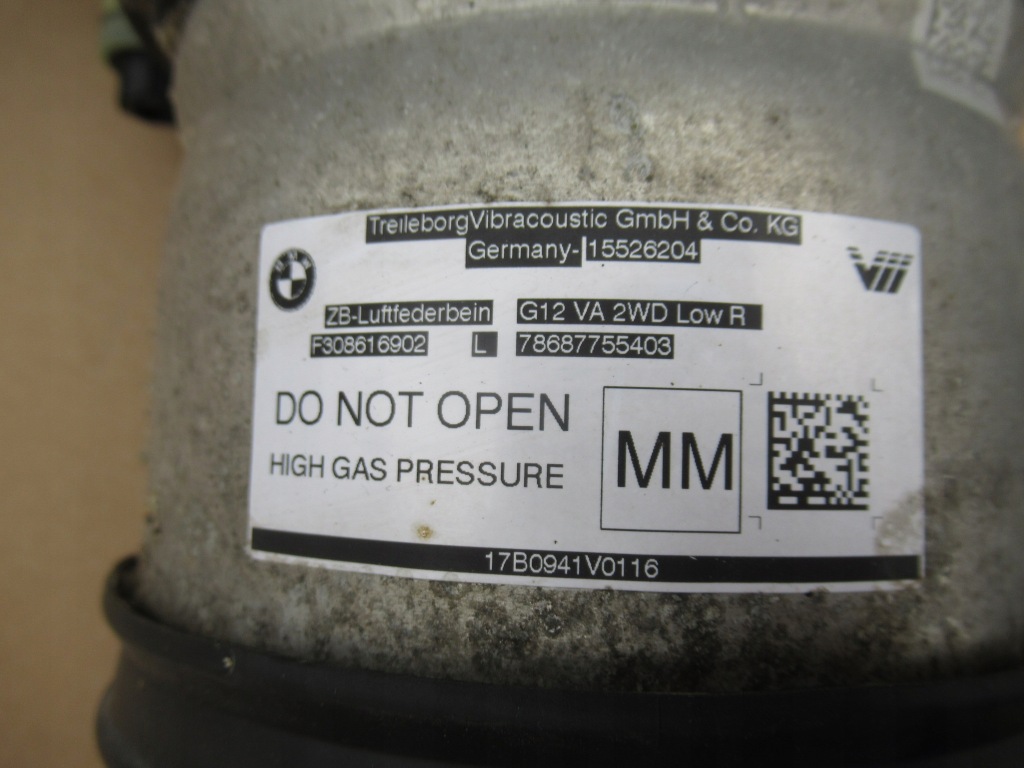 TrelleborgVibracoustic GmbH & Co. KG
Germany- 15526204
BMW
ZB-Luftfederbein G12 VA 2WD Low R
F308616902 L 78687755403
DO NOT OPEN
HIGH GAS PRESSURE
MM
17B0941V0116